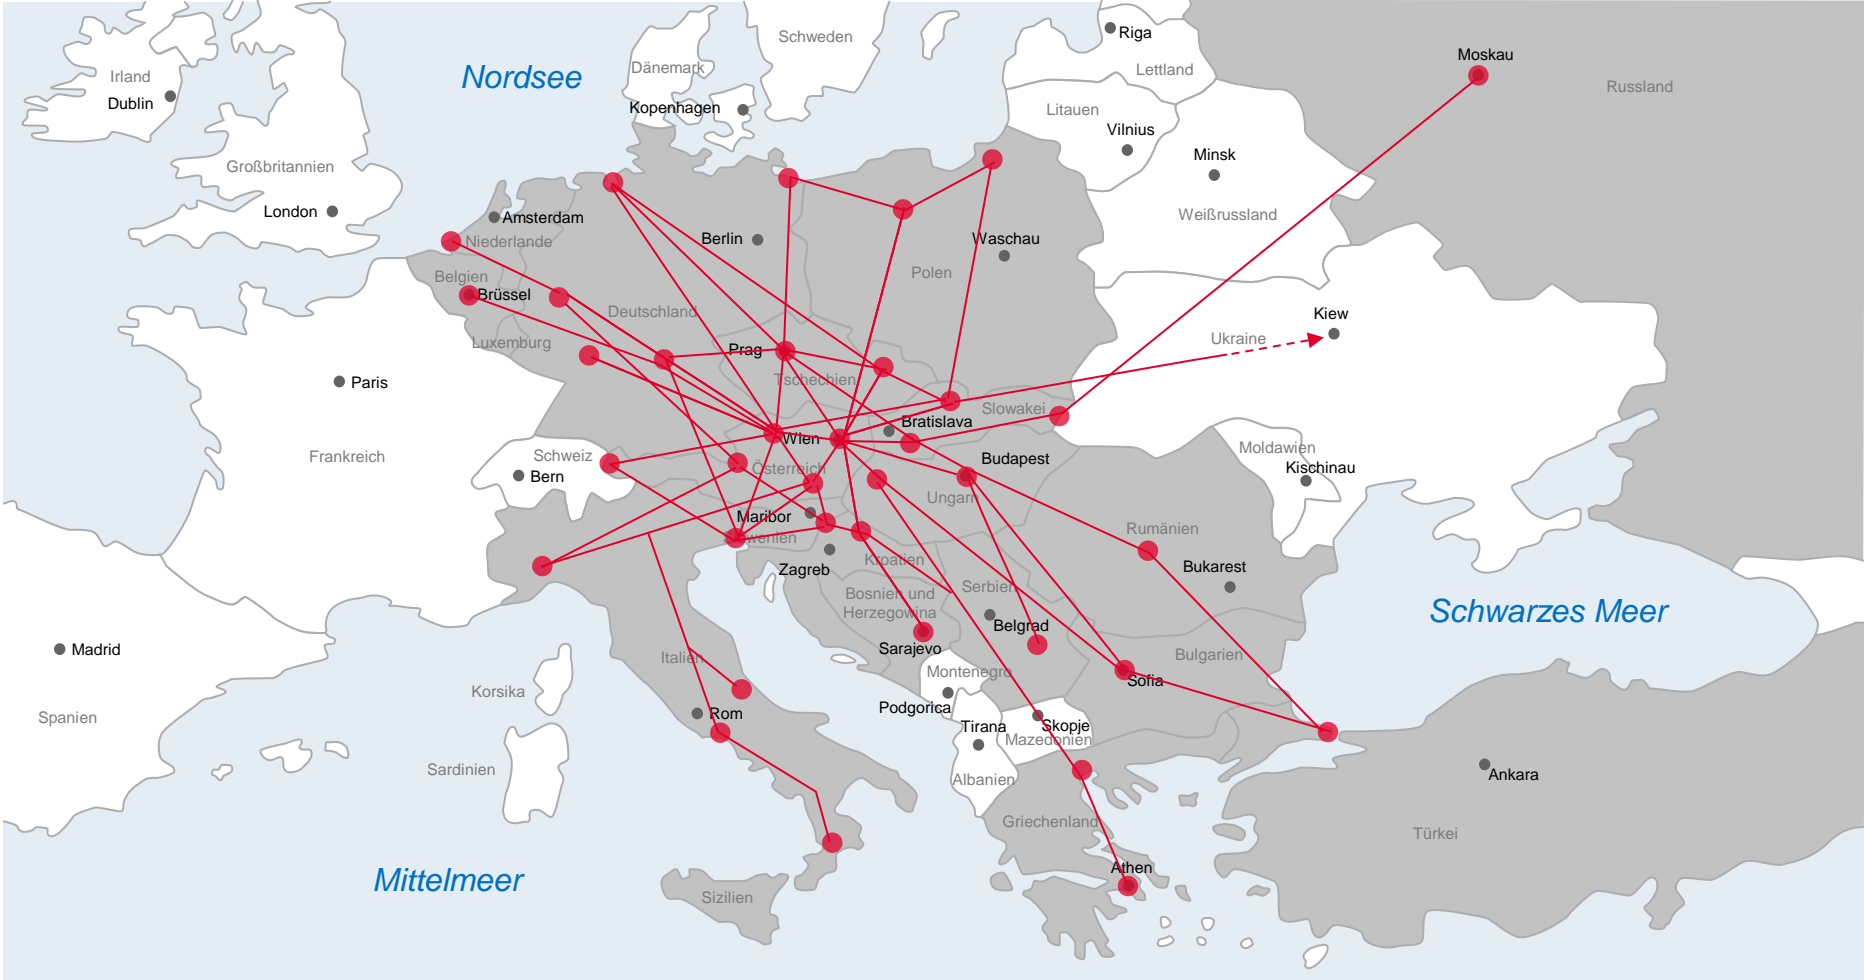 Riga
Schweden
Moskau
Nordsee
Dänemark
Lettland
Irland
Dublin
Russland
Kopenhagen
Litauen
Vilnius
Minsk
Großbritannien
London
Amsterdam
Weißrussland
Niederlande
Berlin
Waschau
Belgien
Brüssel
Polen
Deutschland
Kiew
Ukraine
Luxemburg
Prag
Tschechien
Paris
Slowakei
Bratislava
Wien
Moldawien
Frankreich
Schweiz
Bern
Österreich
Budapest
Kischinau
Ungarn
Maribor
wenien
Rumänien
Zagreb
Kroatien
Bukarest
Bosnien und
Herzegowina
Serbien
Schwarzes Meer
Belgrad
Madrid
Sarajevo
Italien
Bulgarien
Montenegro
Sofia
Korsika
Podgorica
Rom
Spanien
Tirana
Skopje
Mazedonien
Sardinien
Albanien
Ankara
Griechenland
Türkei
Athen
Mittelmeer
Sizilien